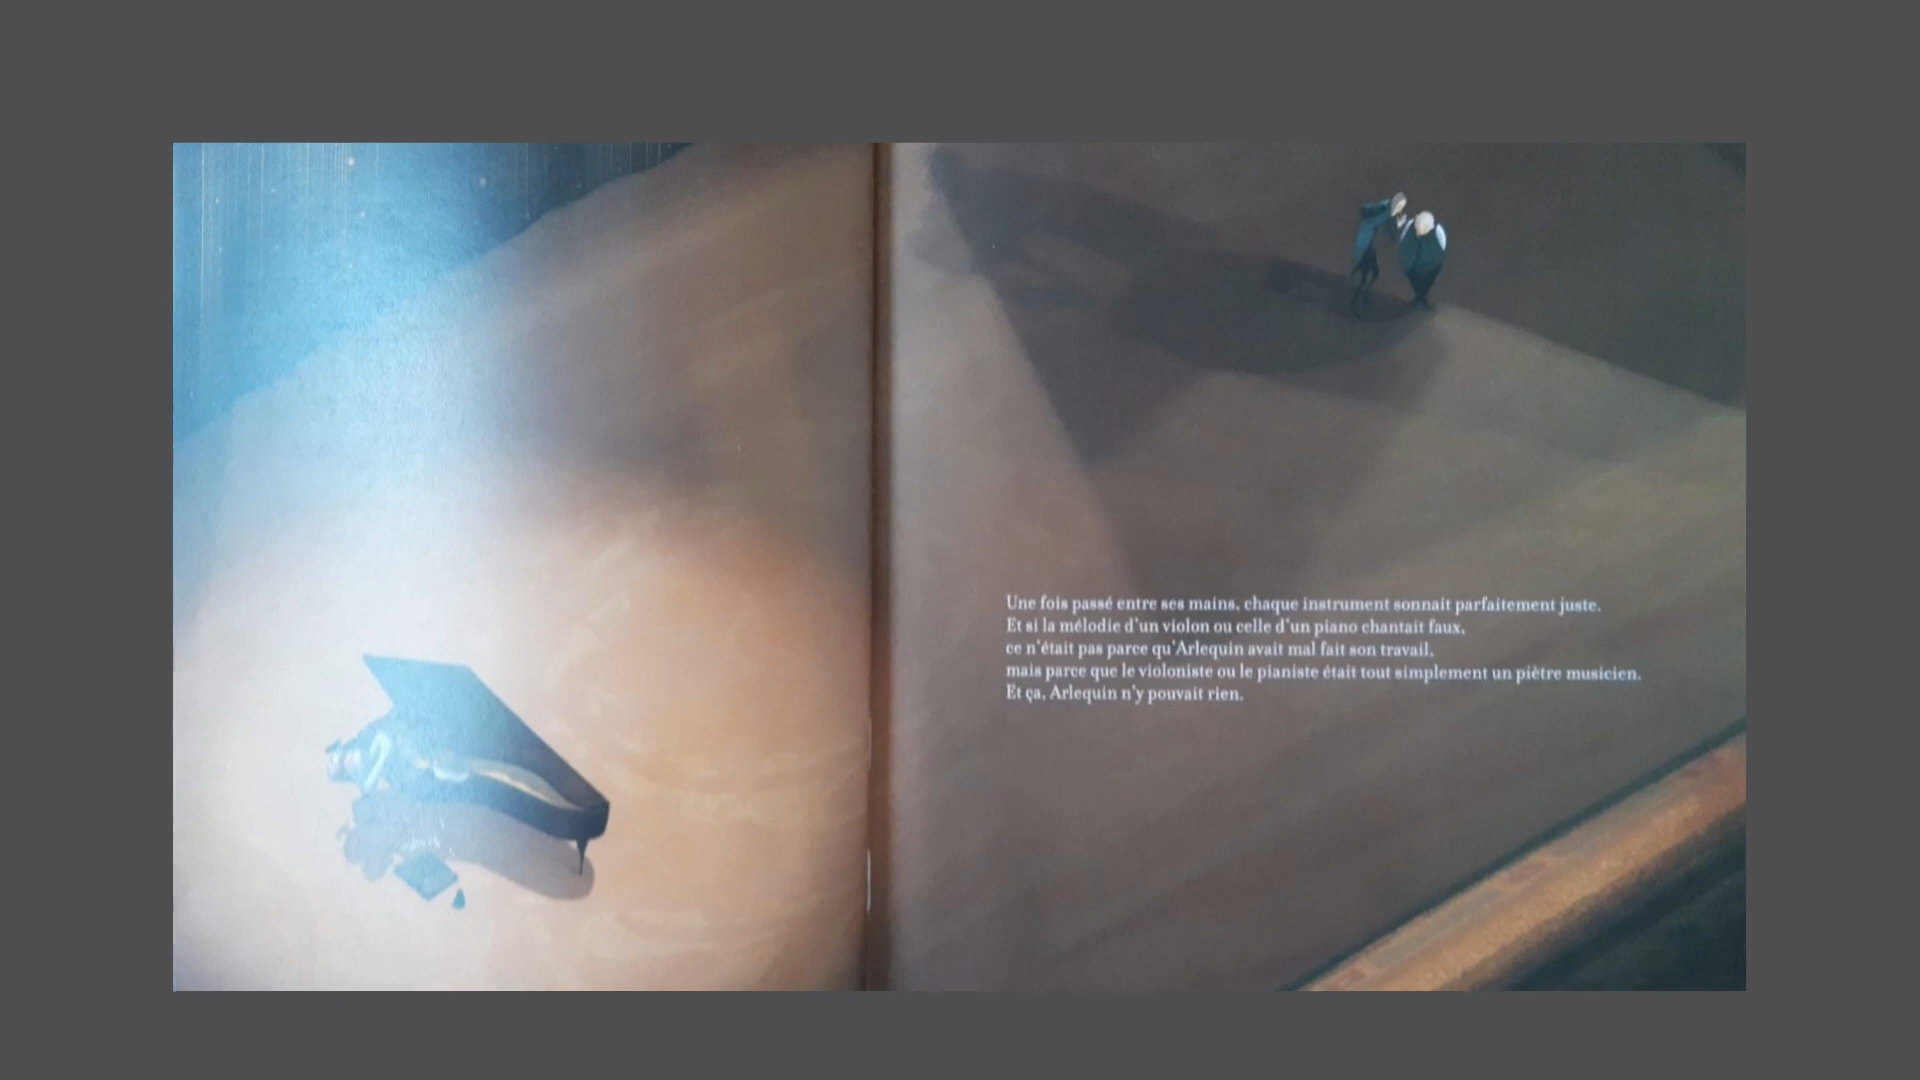 Une fois passé entre ses mains, chaque instrument sonnait parfaitement juste.
Et si la mélodie d'un violon ou celle d'un piano chantait faux,
ce n'était pas parce qu'Arlequin avait mal fait son travail,
mais parce que le violoniste ou le pianiste était tout simplement un piètre musicien.
Et ça, Arlequin n'y pouvait rien.